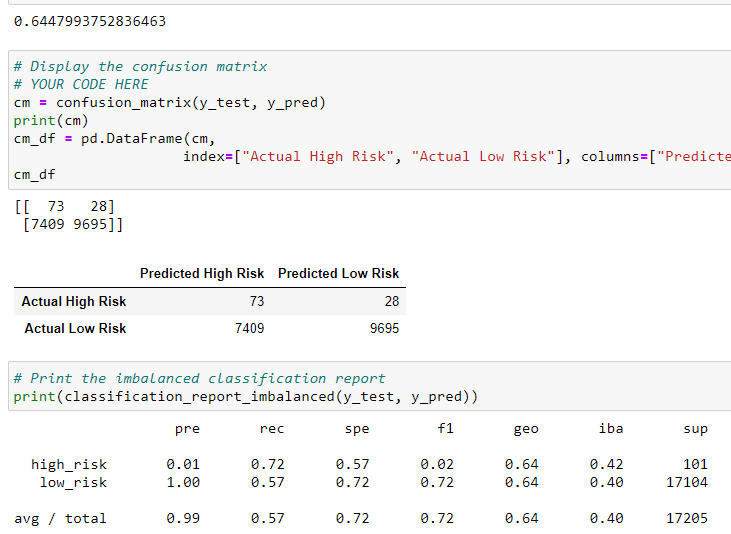 0.6447993752836463
# Display the confusion matrix
# YOUR CODE HERE
cm = confusion_matrix(y_test, y_pred)
print(cm)
cm_df = pd.DataFrame(cm,
index=["Actual High Risk", "Actual Low Risk"], columns=["Predicte
cm_df
[[  73   28]
[7409 9695]]
Predicted High Risk Predicted Low Risk
Actual High Risk 73 28
Actual Low Risk 7409 9695
# Print the imbalanced classification report
print(classification_report_imbalanced(y_test, y_pred))
pre rec spe f1 geo iba sup
high_risk 0.01 0.72 0.57 0.02 0.64 0.42 101
low_risk 1.00 0.57 0.72 0.72 0.64 0.40 17104
avg / total 0.99 0.57 0.72 0.72 0.64 0.40 17205